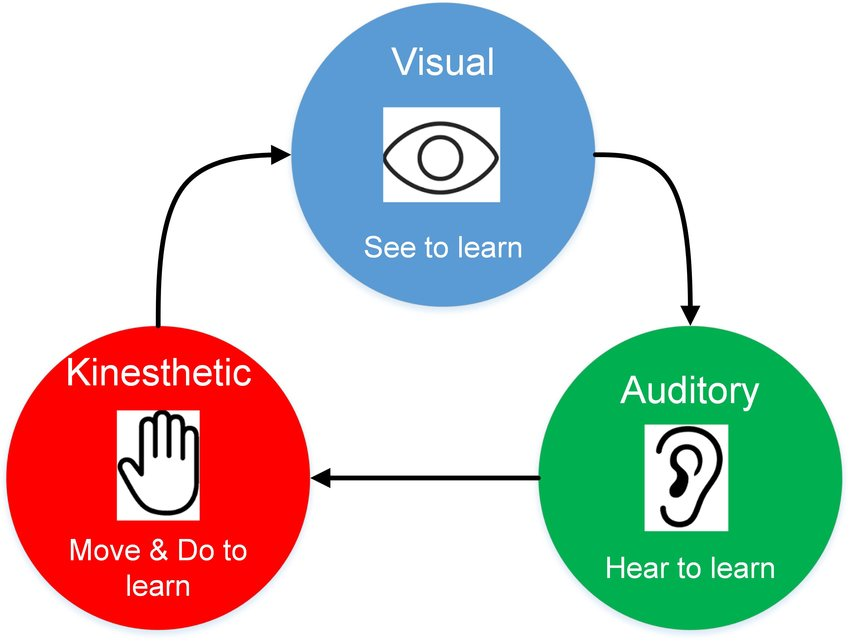 Visual
See to learn
Auditory
Hear to learn
Kinesthetic
Move & Do to
learn